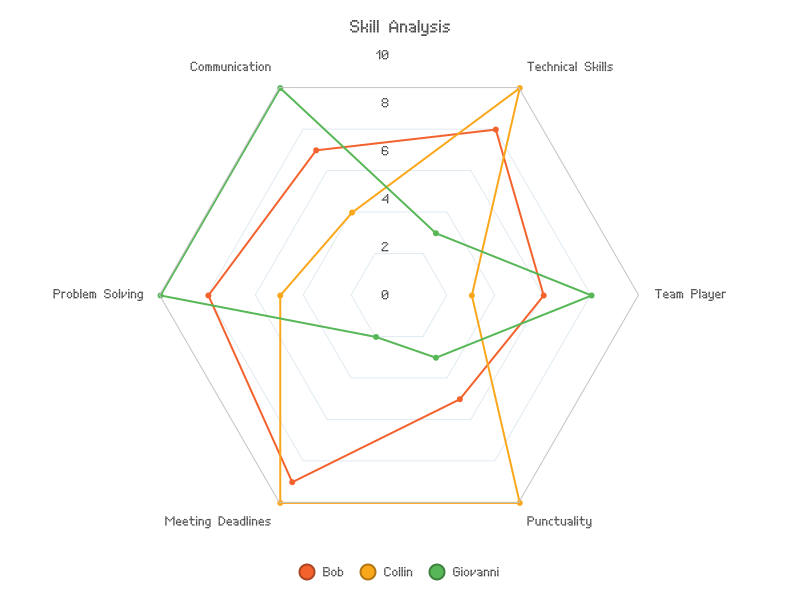 Skill Analysis
10
Communication
Technical Skills
8
6
4
2
Problem Solving
0
Team Player
Meeting Deadlines
Punctuality
Bob
Collin
Giovanni